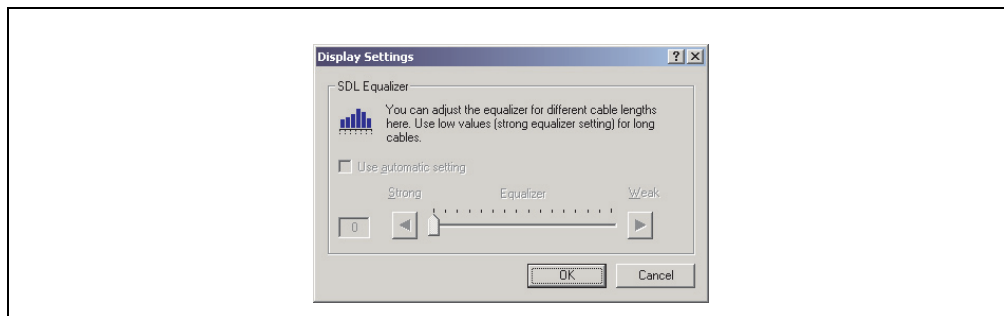 Display Settings
SDL Equalizer
You can adjust the equalizer for different cable lengths
here. Use low values (strong equalizer setting) for long
cables.
Use automatic setting
Strong Equalizer Weak
0
OK Cancel